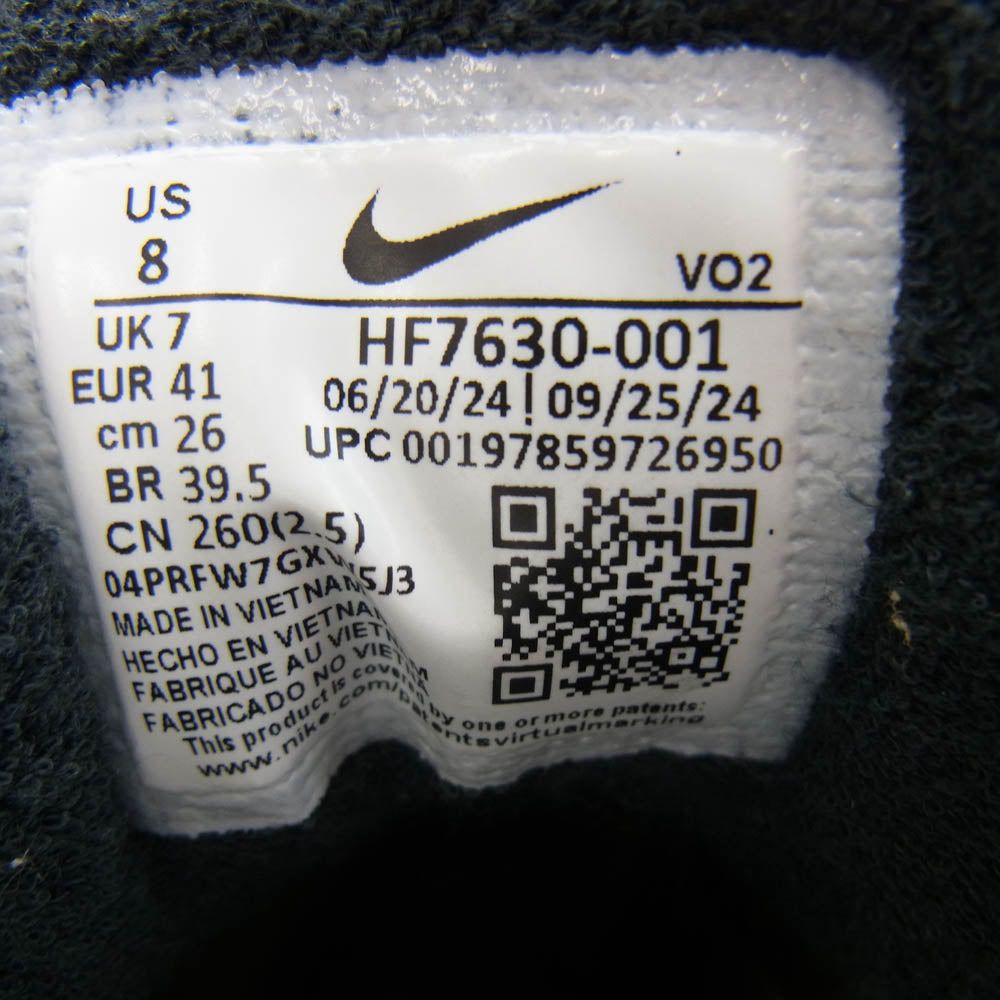 US
8
VO2
UK 7
HF7630-001
EUR 41
06/20/24 | 09/25/24
cm 26
UPC 00197859726950
BR 39.5
CN 260(2.5)
MADE IN VIETNAM
HECHO EN VIETNAM
FABRIQUE AU VIETNAM
FABRICADO NO VIETNAM
This product is covered by one or more patents:
www.nike.com/patentsvirtualmarking